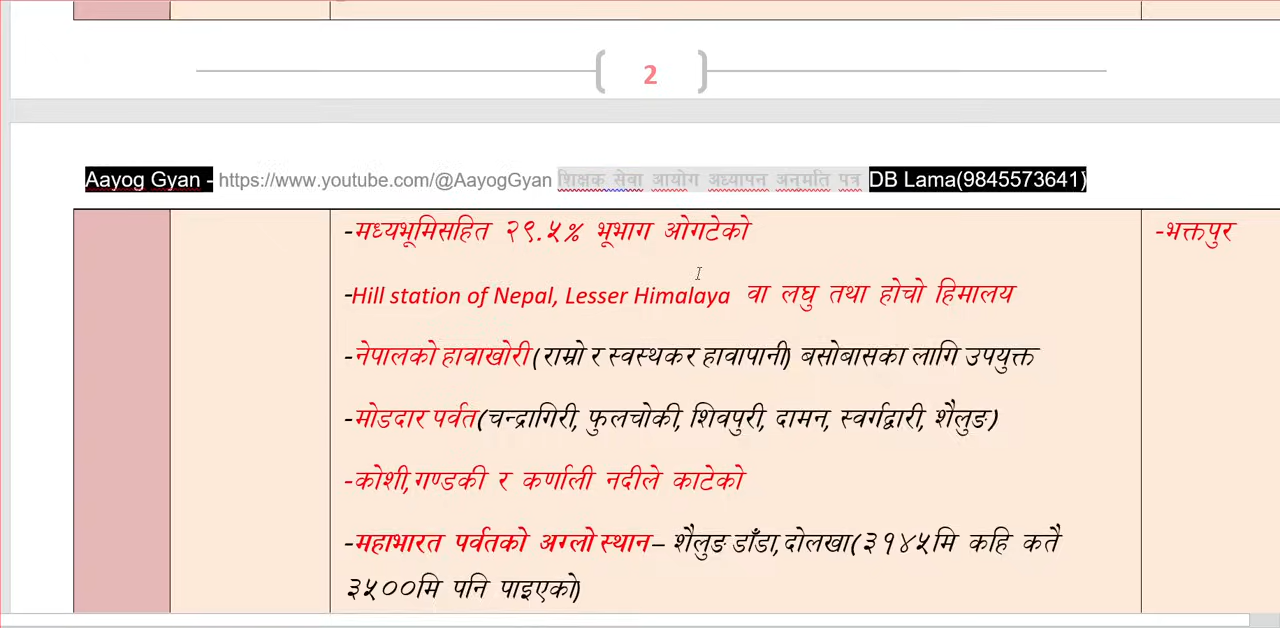 2
Aayog Gyan - https://www.youtube.com/@AayogGyan शिक्षक सेवा आयोग अध्यापन अनुमति पत्र DB Lama(9845573641)
-मध्यभूमिसहित २९.५% भूभाग ओगटेको
-भक्तपुर
-Hill station of Nepal, Lesser Himalaya वा लघु तथा होचो हिमालय
-नेपालको हावाखोरी(राम्रो र स्वस्थकर हावापानी) बसोबासका लागि उपयुक्त
-मोडदार पर्वत(चन्द्रागिरी, फुलचोकी, शिवपुरी, दामन, स्वर्गद्वारी, शैलुङ)
-कोशी,गण्डकी र कर्णाली नदीले काटेको
-महाभारत पर्वतको अग्लो स्थान– शैलुङ डाँडा,दोलखा(३१४५मि कहि कतै
३५००मि पनि पाइएको)